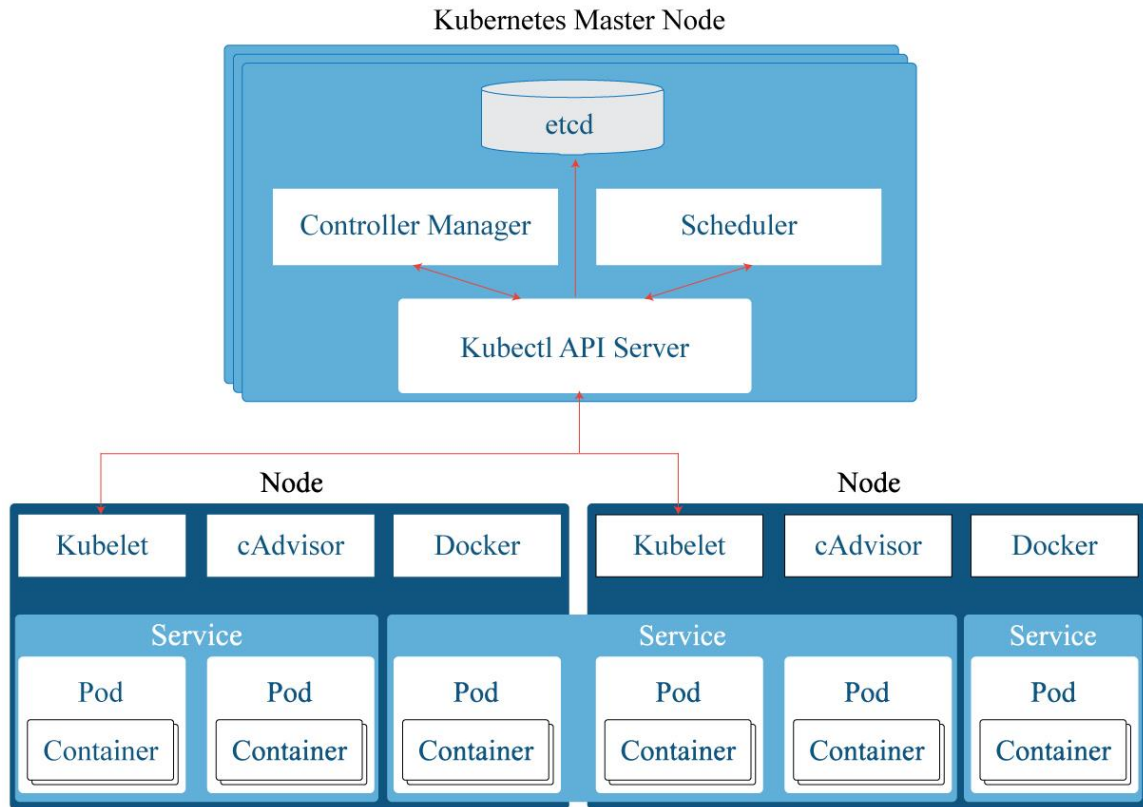 Kubernetes Master Node
etcd
Controller Manager
Scheduler
Kubectl API Server
Node
Node
Kubelet
cAdvisor
Docker
Kubelet
cAdvisor
Docker
Service
Service
Service
Pod
Pod
Pod
Pod
Pod
Pod
Container
Container
Container
Container
Container
Container